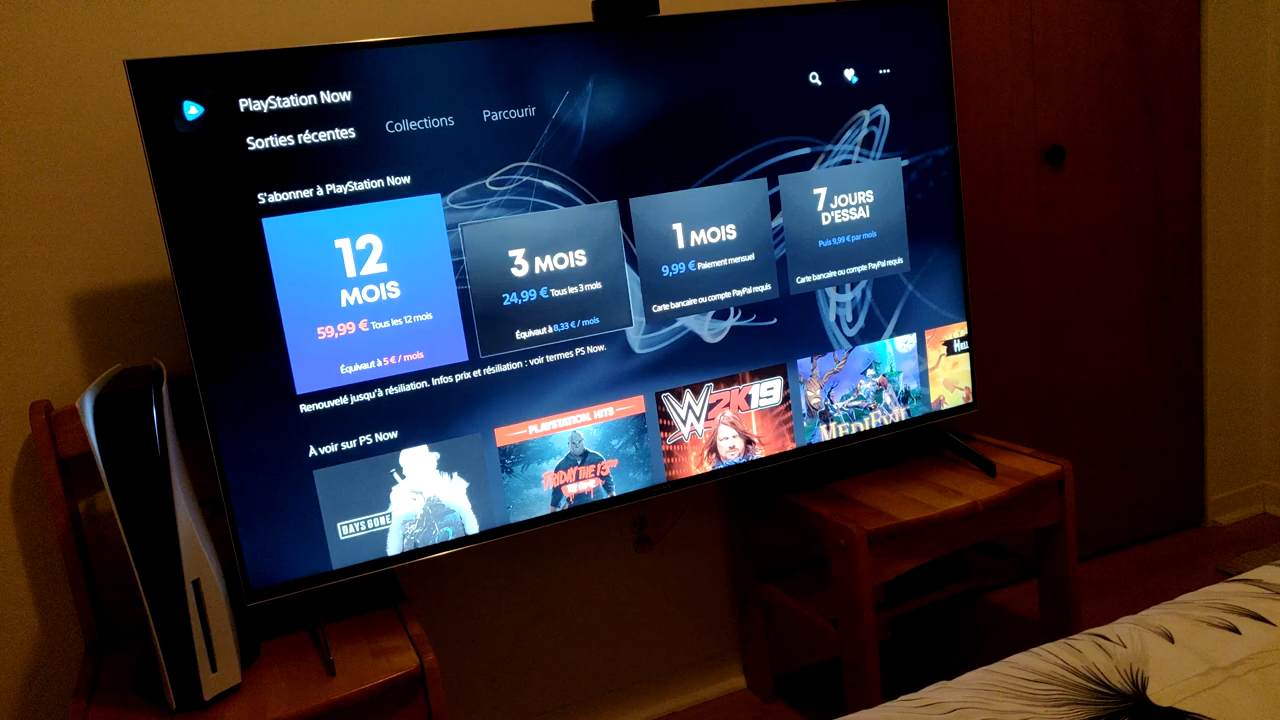 PlayStation Now
Sorties récentes
Collections
Parcourir
S'abonner à PlayStation Now
12
MOIS
59,99 € Tous les 12 mois
Équivaut à 5 € / mois
3 MOIS
24,99 € Tous les 3 mois
Équivaut à 8,33 € / mois
1 MOIS
9,99 € Paiement mensuel
Carte bancaire ou compte PayPal requis
7 JOURS
D'ESSAI
Puis 9,99 € par mois
Carte bancaire ou compte PayPal requis
Renouvelé jusqu'à résiliation. Infos prix et résiliation : voir termes PS Now.
À voir sur PS Now
DAYS GONE
PLAYSTATION HITS
FRIDAY THE 13TH
THE GAME
W 2K19
MEDIEVIL